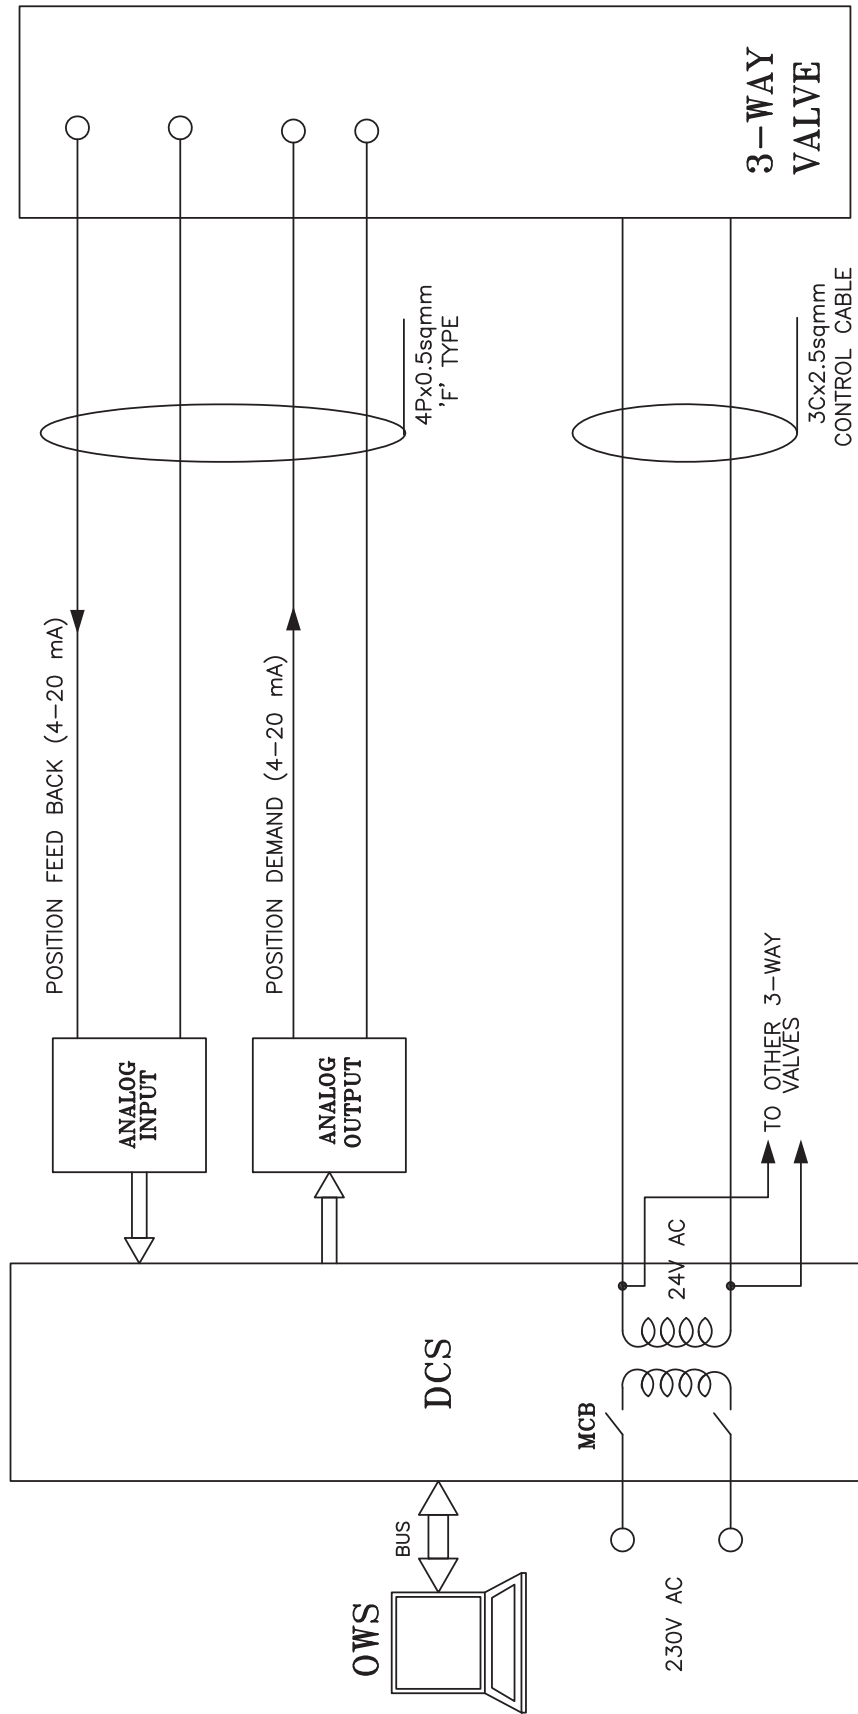 OWS
BUS
230V AC
DCS
MCB
24V AC
ANALOG
INPUT
ANALOG
OUTPUT
TO OTHER 3-WAY
VALVES
POSITION FEED BACK (4-20 mA)
POSITION DEMAND (4-20 mA)
4Px0.5sqmm
'F' TYPE
3Cx2.5sqmm
CONTROL CABLE
3-WAY
VALVE